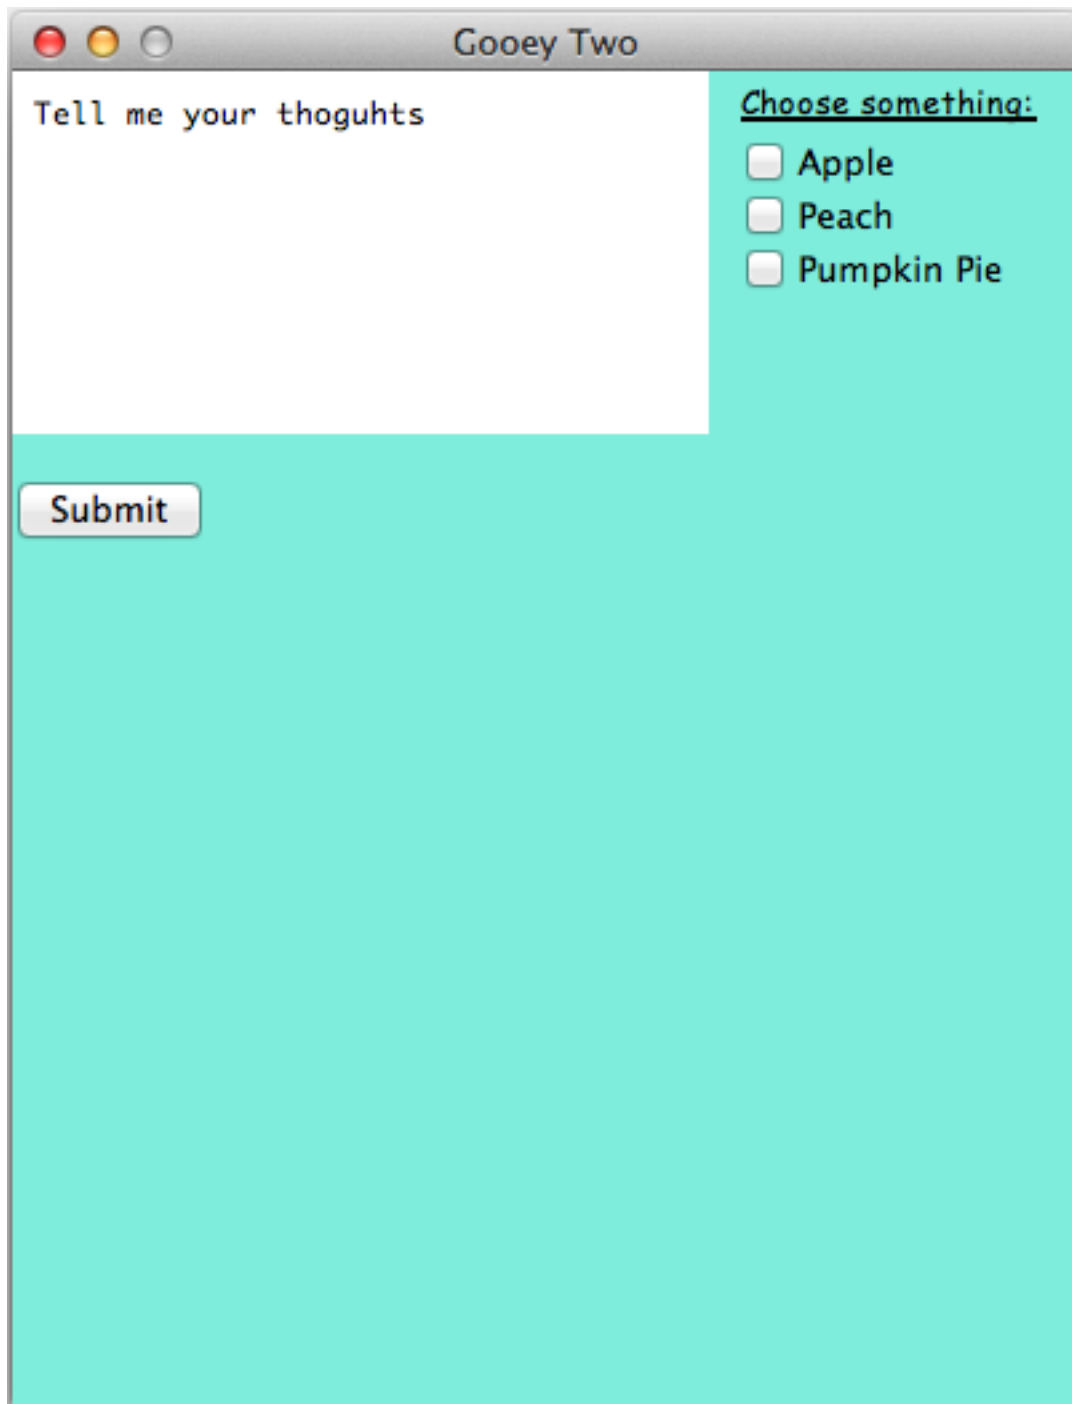 Gooey Two
Tell me your thoguhts
Choose something:
Apple
Peach
Pumpkin Pie
Submit